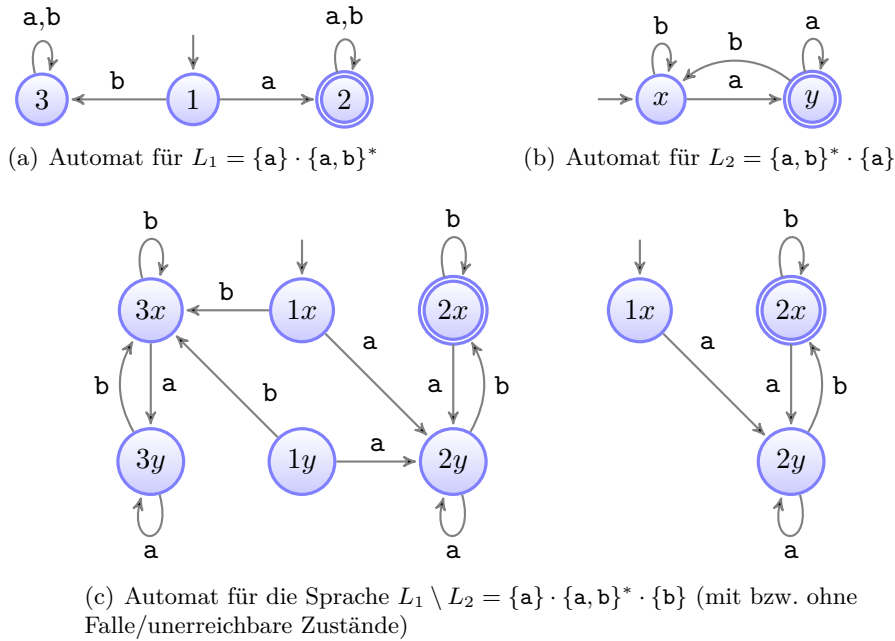 a,b
a,b
3
b
1
a
2
b
b
a
x
a
y
(a) Automat für L₁ = {a} · {a, b}*
(b) Automat für L₂ = {a, b}* · {a}
b
b
3x
b
1x
2x
1x
2x
a
a
b
a
b
b
a
a
b
3y
1y
a
2y
2y
a
a
a
(c) Automat für die Sprache L₁ \ L₂ = {a} · {a, b}* · {b} (mit bzw. ohne
Falle/unerreichbare Zustände)